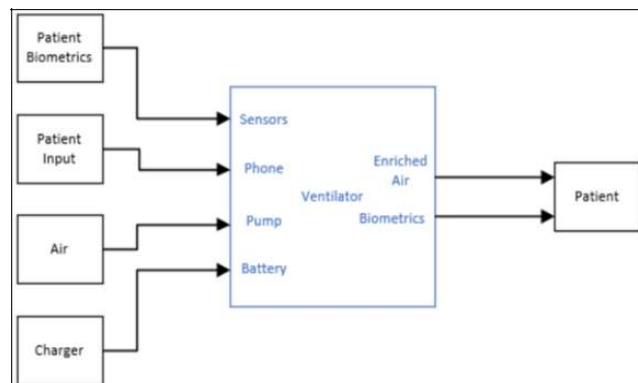 Patient
Biometrics
Patient
Input
Air
Charger
Sensors
Phone
Pump
Battery
Ventilator
Enriched
Air
Biometrics
Patient